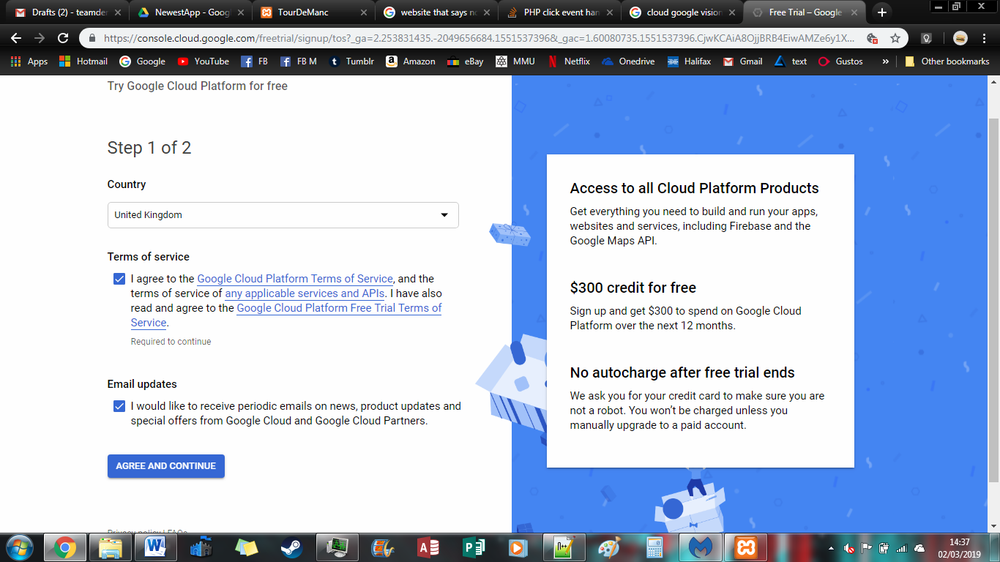 Drafts (2) - teamder
NewestApp - Goog
TourDeManc
website that says no
PHP click event han
cloud google vision
Free Trial – Google
https://console.cloud.google.com/freetrial/signup/tos?_ga=2.253831435.-2049656684.1551537396&_gac=1.60080735.1551537396.CjwKCAiA8OjjBRB4EiwAMZe6y1X...
Apps
Hotmail
Google
YouTube
FB
FB M
Tumblr
Amazon
eBay
MMU
Netflix
Onedrive
Halifax
Gmail
text
Gustos
»
Other bookmarks
Try Google Cloud Platform for free
Step 1 of 2
Country
United Kingdom
Terms of service
I agree to the Google Cloud Platform Terms of Service, and the
terms of service of any applicable services and APIs. I have also
read and agree to the Google Cloud Platform Free Trial Terms of
Service.
Required to continue
Email updates
I would like to receive periodic emails on news, product updates and
special offers from Google Cloud and Google Cloud Partners.
AGREE AND CONTINUE
Privacy policy | FAQs
Access to all Cloud Platform Products
Get everything you need to build and run your apps,
websites and services, including Firebase and the
Google Maps API.
$300 credit for free
Sign up and get $300 to spend on Google Cloud
Platform over the next 12 months.
No autocharge after free trial ends
We ask you for your credit card to make sure you are
not a robot. You won't be charged unless you
manually upgrade to a paid account.
14:37
02/03/2019